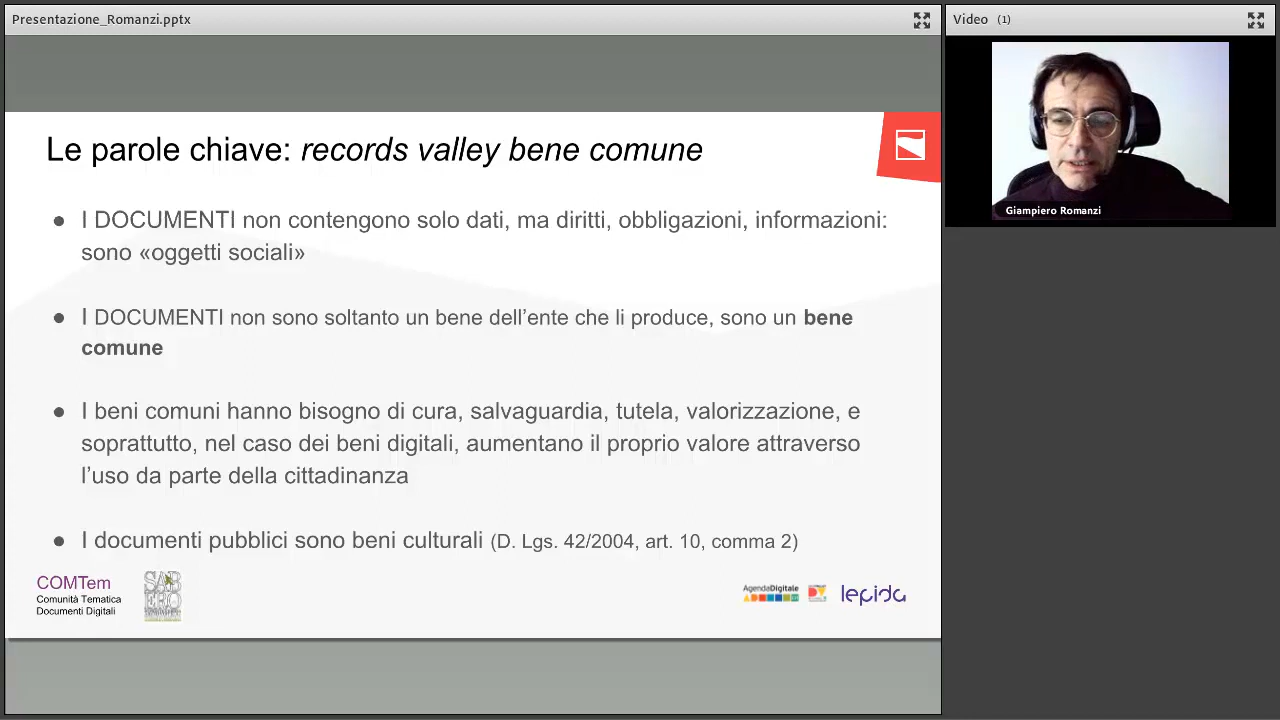 Presentazione_Romanzi.pptx
Video (1)
Giampiero Romanzi
Le parole chiave: records valley bene comune
● I DOCUMENTI non contengono solo dati, ma diritti, obbligazioni, informazioni:
sono «oggetti sociali»
● I DOCUMENTI non sono soltanto un bene dell’ente che li produce, sono un bene
comune
● I beni comuni hanno bisogno di cura, salvaguardia, tutela, valorizzazione, e
soprattutto, nel caso dei beni digitali, aumentano il proprio valore attraverso
l’uso da parte della cittadinanza
● I documenti pubblici sono beni culturali (D. Lgs. 42/2004, art. 10, comma 2)
COMTem
Comunità Tematica
Documenti Digitali
SAB
ERO
AgendaDigitale
lepida